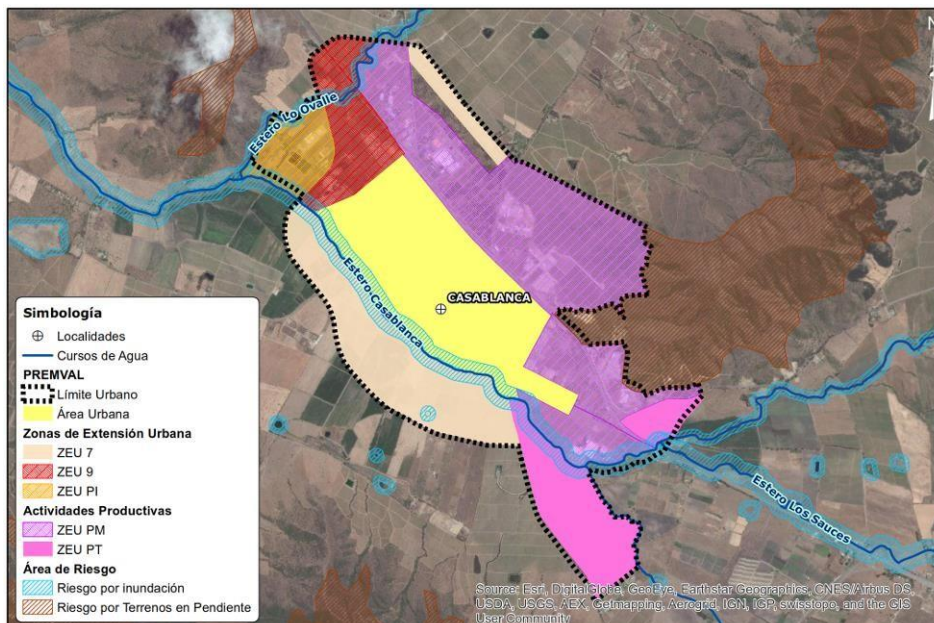 N
Estero Lo Ovalle
Estero Casablanca
CASABLANCA
Estero Los Sauces
Simbología
Localidades
Cursos de Agua
PREMVAL
Límite Urbano
Área Urbana
Zonas de Extensión Urbana
ZEU 7
ZEU 9
ZEU PI
Actividades Productivas
ZEU PM
ZEU PT
Área de Riesgo
Riesgo por inundación
Riesgo por Terrenos en Pendiente
Source: Esri, DigitalGlobe, GeoEye, Earthstar Geographics, CNES/Airbus DS,
USDA, USGS, AEX, Getmapping, Aerogrid, IGN, IGP, swisstopo, and the GIS
User Community